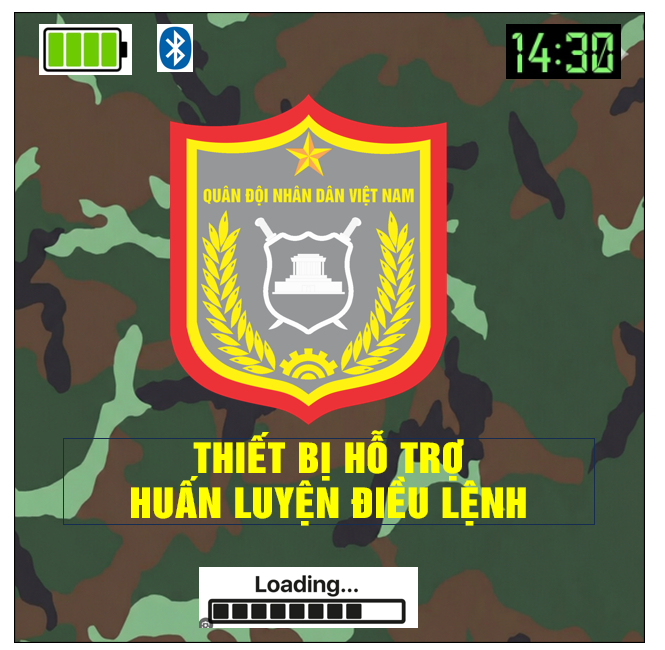 14:30
QUÂN ĐỘI NHÂN DÂN VIỆT NAM
THIẾT BỊ HỖ TRỢ
HUẤN LUYỆN ĐIỀU LỆNH
Loading...